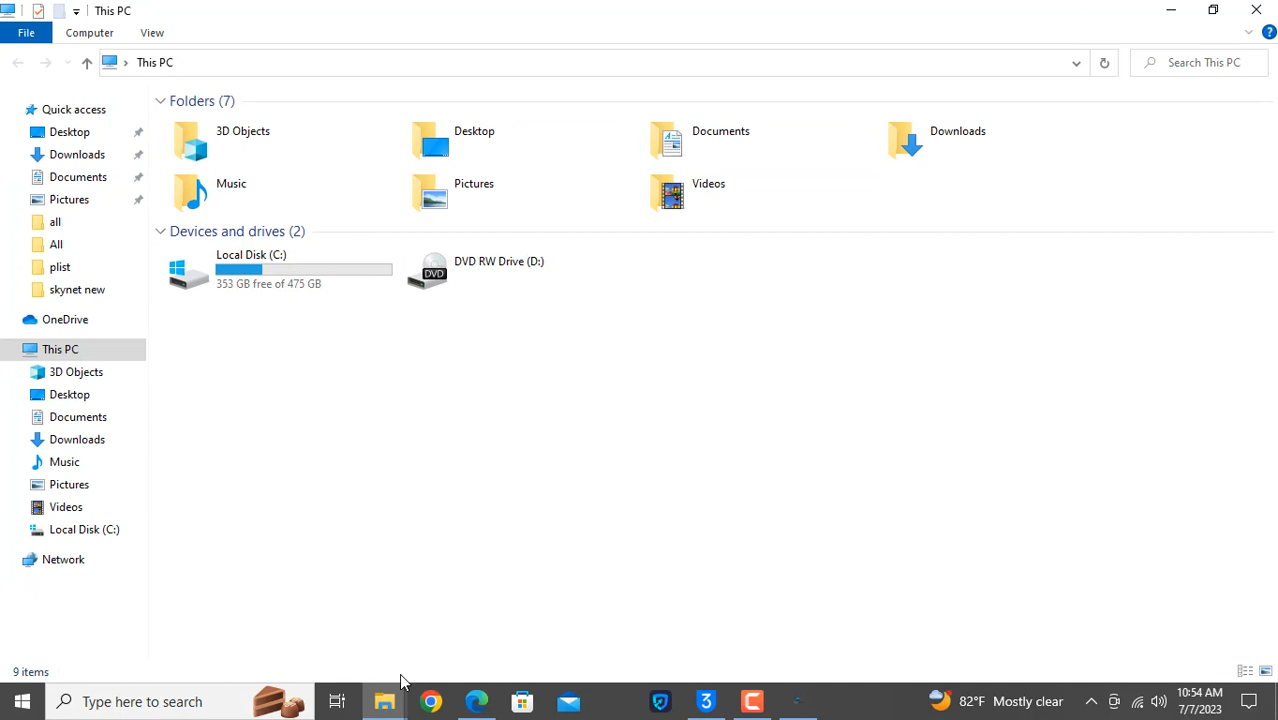 This PC
File
Computer
View
This PC
Search This PC
Quick access
Desktop
Downloads
Documents
Pictures
all
All
plist
skynet new
OneDrive
This PC
3D Objects
Desktop
Documents
Downloads
Music
Pictures
Videos
Local Disk (C:)
Network
Folders (7)
3D Objects
Desktop
Documents
Downloads
Music
Pictures
Videos
Devices and drives (2)
Local Disk (C:)
353 GB free of 475 GB
DVD
DVD RW Drive (D:)
9 items
Type here to search
3
82°F Mostly clear
10:54 AM
7/7/2023